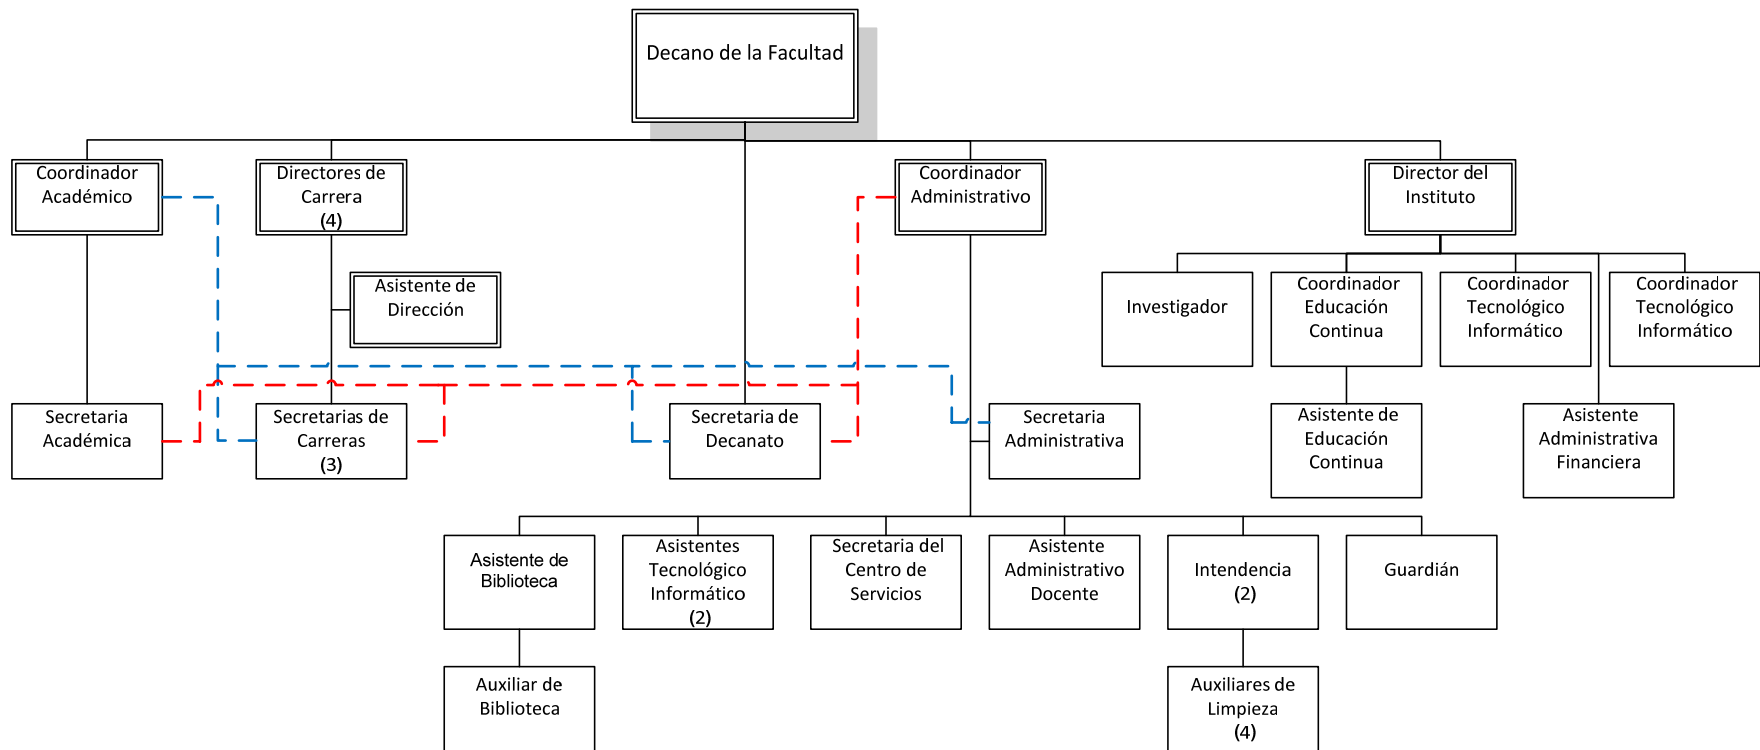 Decano de la Facultad
Coordinador
Académico
Directores de
Carrera
(4)
Coordinador
Administrativo
Director del
Instituto
Asistente de
Dirección
Investigador
Coordinador
Educación
Continua
Coordinador
Tecnológico
Informático
Coordinador
Tecnológico
Informático
Secretaria
Académica
Secretarias de
Carreras
(3)
Secretaria de
Decanato
Secretaria
Administrativa
Asistente de
Educación
Continua
Asistente
Administrativa
Financiera
Asistente de
Biblioteca
Asistentes
Tecnológico
Informático
(2)
Secretaria del
Centro de
Servicios
Asistente
Administrativo
Docente
Intendencia
(2)
Guardián
Auxiliar de
Biblioteca
Auxiliares de
Limpieza
(4)